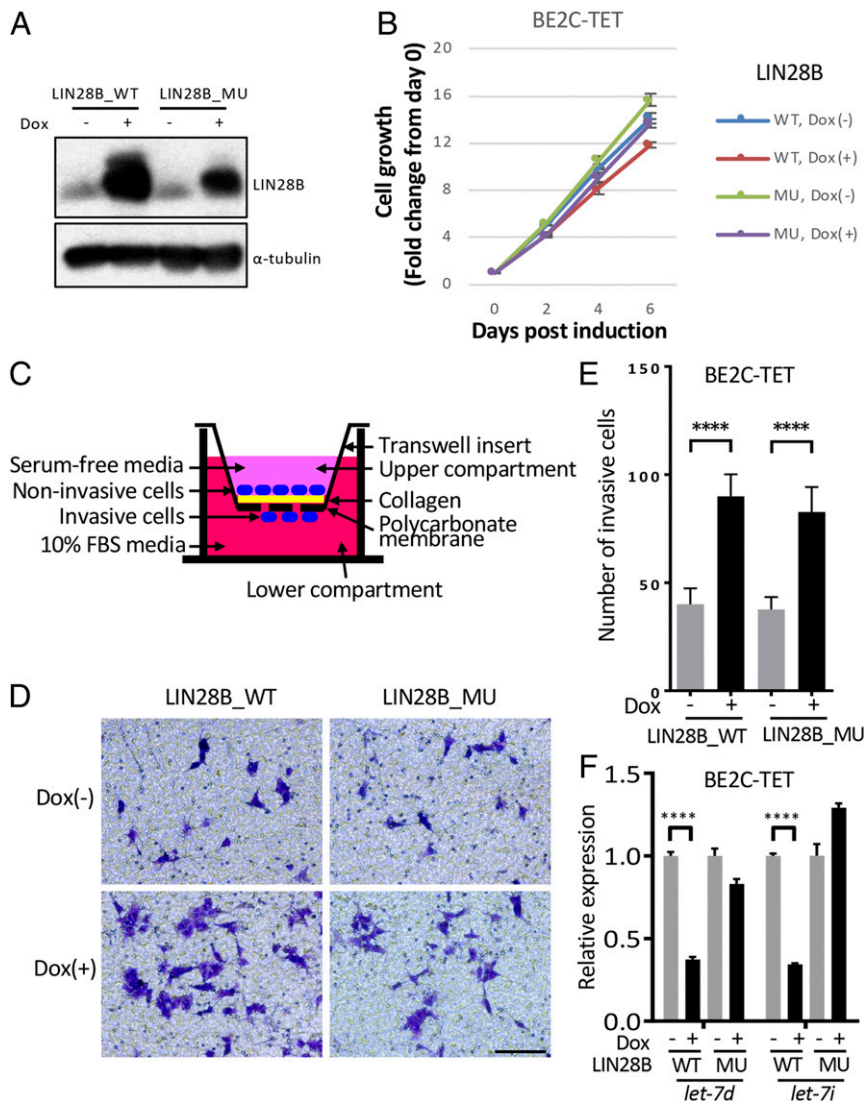 A
LIN28B_WT LIN28B_MU
Dox - + - +
LIN28B
α-tubulin
B
BE2C-TET
Cell growth
(Fold change from day 0)
20
16
12
8
4
0
0 2 4 6
Days post induction
LIN28B
WT, Dox(-)
WT, Dox(+)
MU, Dox(-)
MU, Dox(+)
C
Serum-free media
Non-invasive cells
Invasive cells
10% FBS media
Transwell insert
Upper compartment
Collagen
Polycarbonate
membrane
Lower compartment
D
LIN28B_WT LIN28B_MU
Dox(-)
Dox(+)
E
BE2C-TET
Number of invasive cells
150
100
50
0
**** ****
Dox - + - +
LIN28B_WT LIN28B_MU
F
BE2C-TET
Relative expression
1.5
1.0
0.5
0.0
**** ****
- + - + - + - + Dox
LIN28B WT MU WT MU
let-7d let-7i